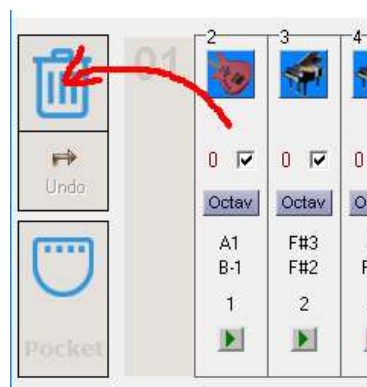 01
2 3 4
0 0 0
Undo
Octav Octav
A1 F#3
B-1 F#2
1 2
Pocket